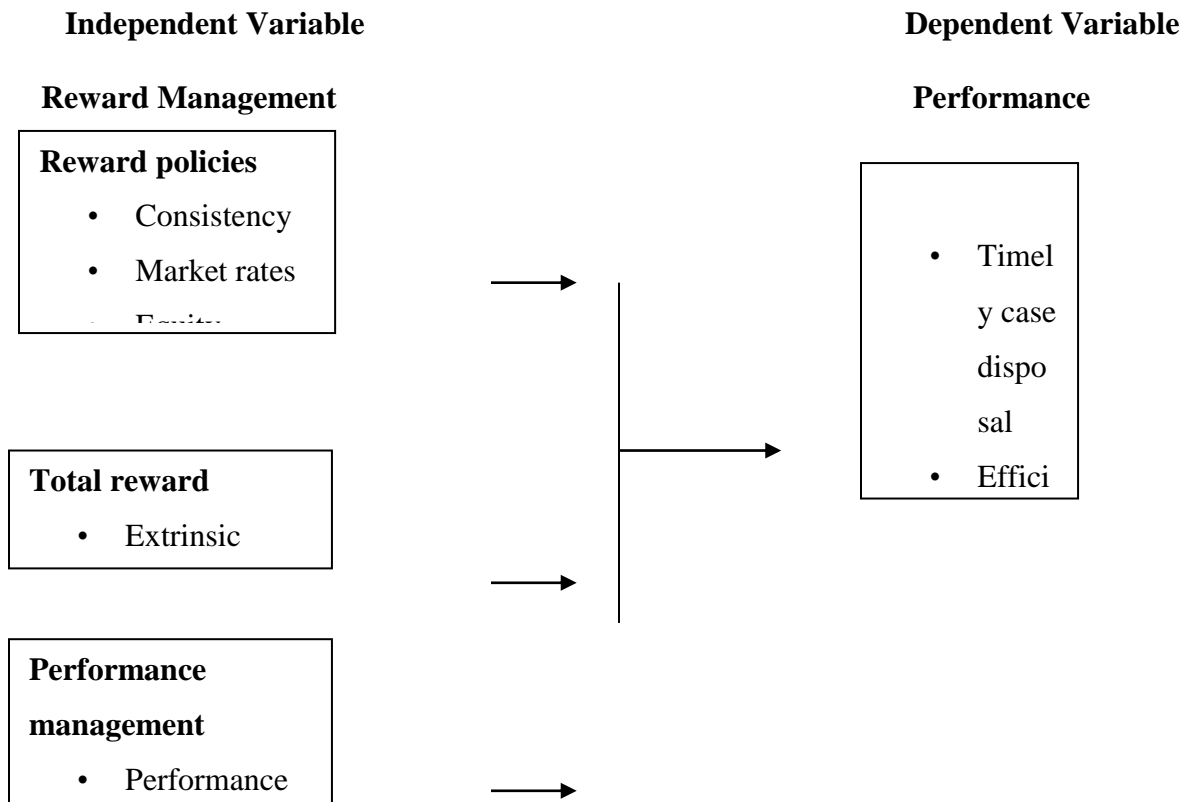 Independent Variable
Dependent Variable
Reward Management
Performance
Reward policies
• Consistency
• Market rates
• Equity
Total reward
• Extrinsic
Performance
management
• Performance
• Timel
y case
dispo
sal
• Effici